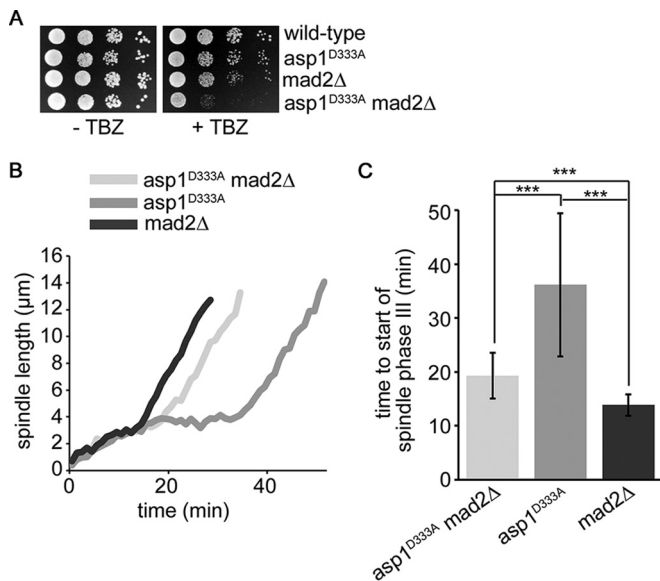 A
wild-type
asp1ᴰ³³³ᴬ
mad2Δ
asp1ᴰ³³³ᴬ mad2Δ
- TBZ
+ TBZ
B
asp1ᴰ³³³ᴬ mad2Δ
asp1ᴰ³³³ᴬ
mad2Δ
spindle length (µm)
16
14
12
10
8
6
4
2
0
0
20
40
time (min)
C
***
***
***
time to start of
spindle phase III (min)
50
40
30
20
10
0
asp1ᴰ³³³ᴬ mad2Δ
asp1ᴰ³³³ᴬ
mad2Δ